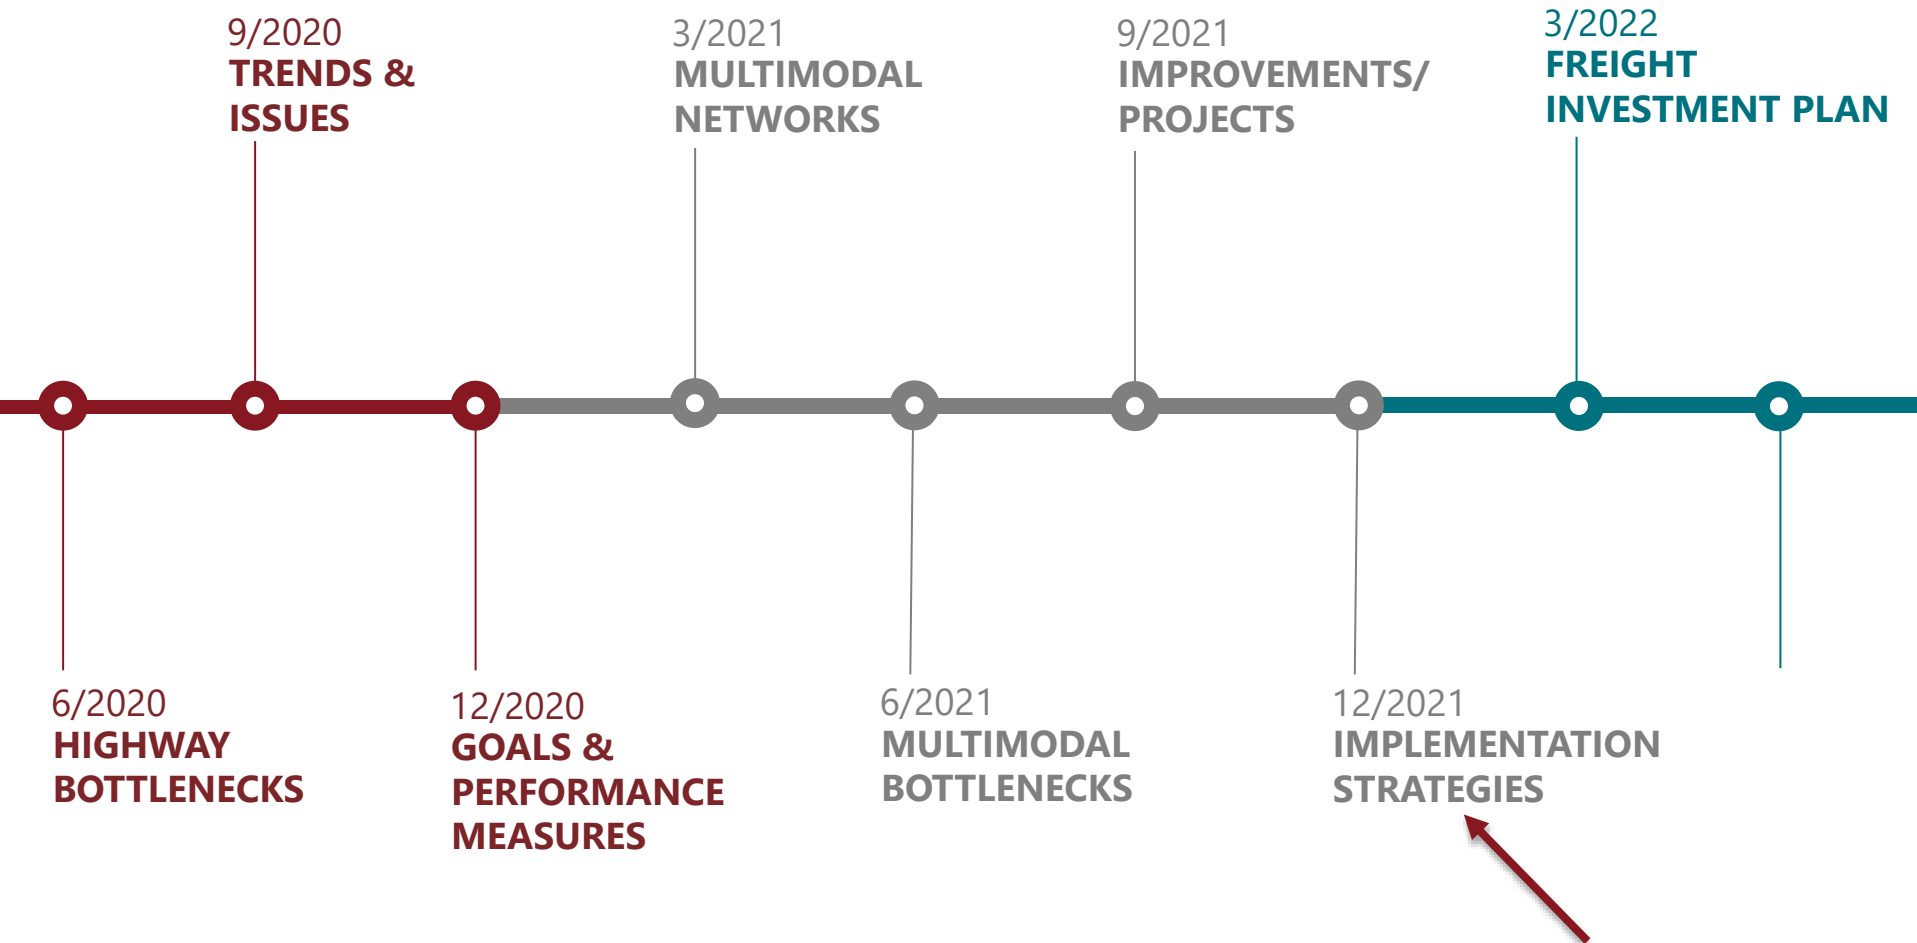 9/2020
TRENDS &
ISSUES
3/2021
MULTIMODAL
NETWORKS
9/2021
IMPROVEMENTS/
PROJECTS
3/2022
FREIGHT
INVESTMENT PLAN
6/2020
HIGHWAY
BOTTLENECKS
12/2020
GOALS &
PERFORMANCE
MEASURES
6/2021
MULTIMODAL
BOTTLENECKS
12/2021
IMPLEMENTATION
STRATEGIES